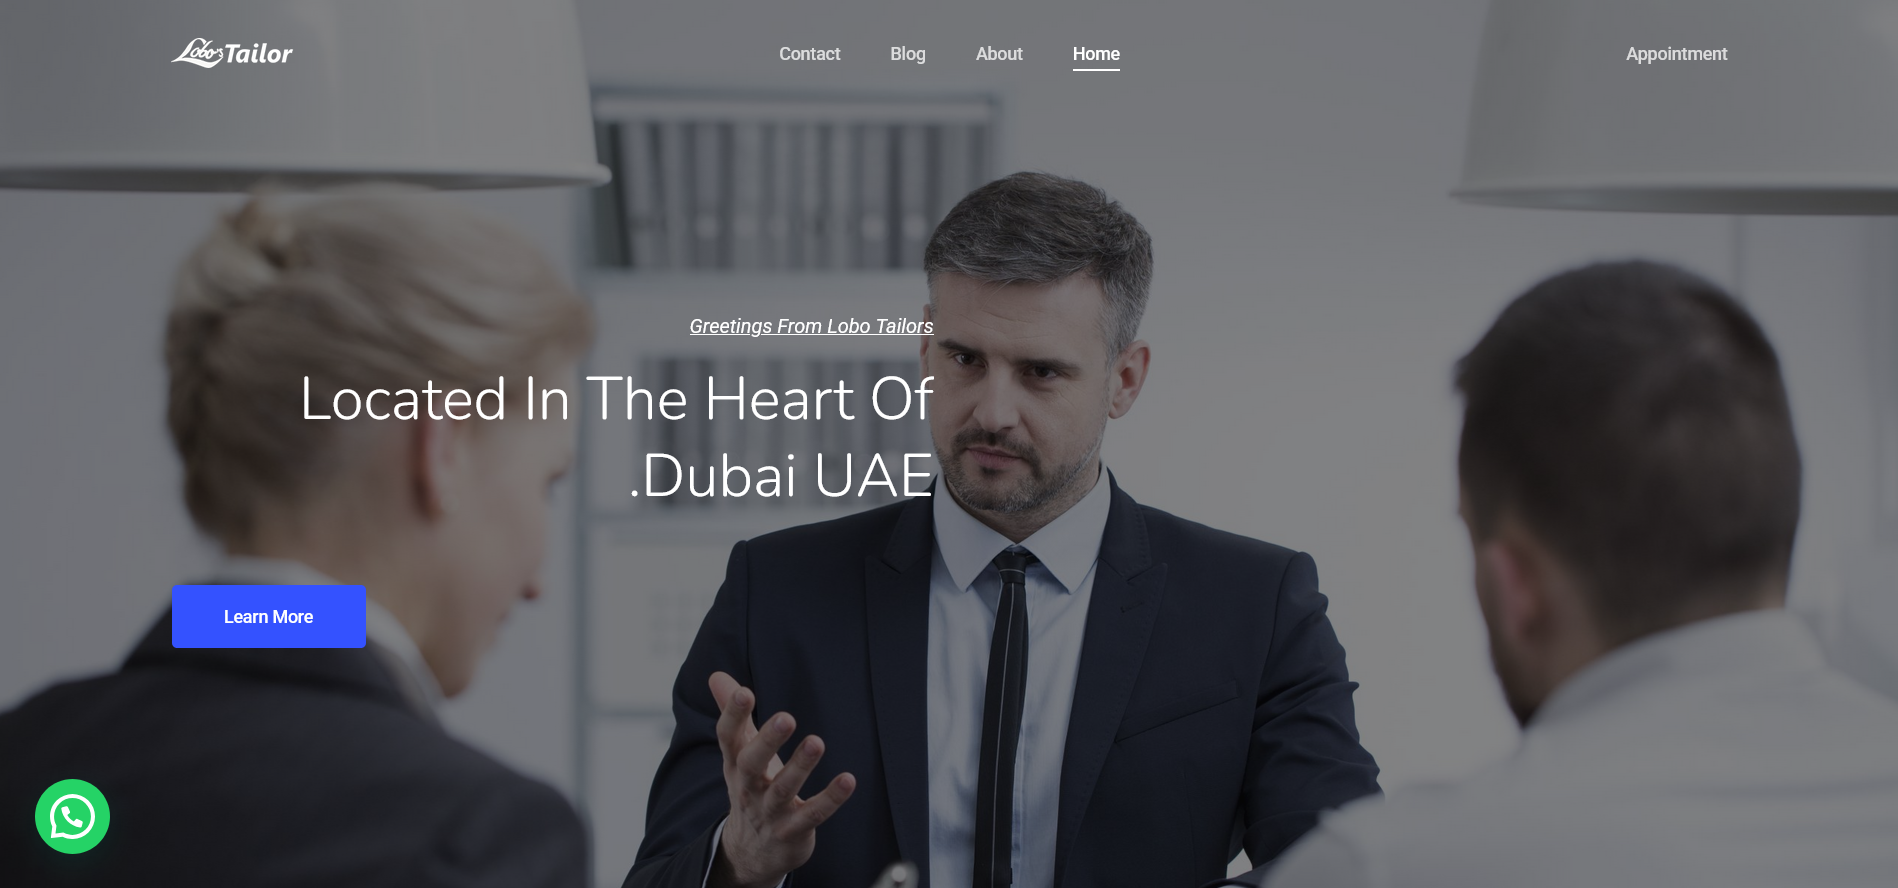 Lobo's Tailor
Contact
Blog
About
Home
Appointment
Greetings From Lobo Tailors
Located In The Heart Of
.Dubai UAE
Learn More